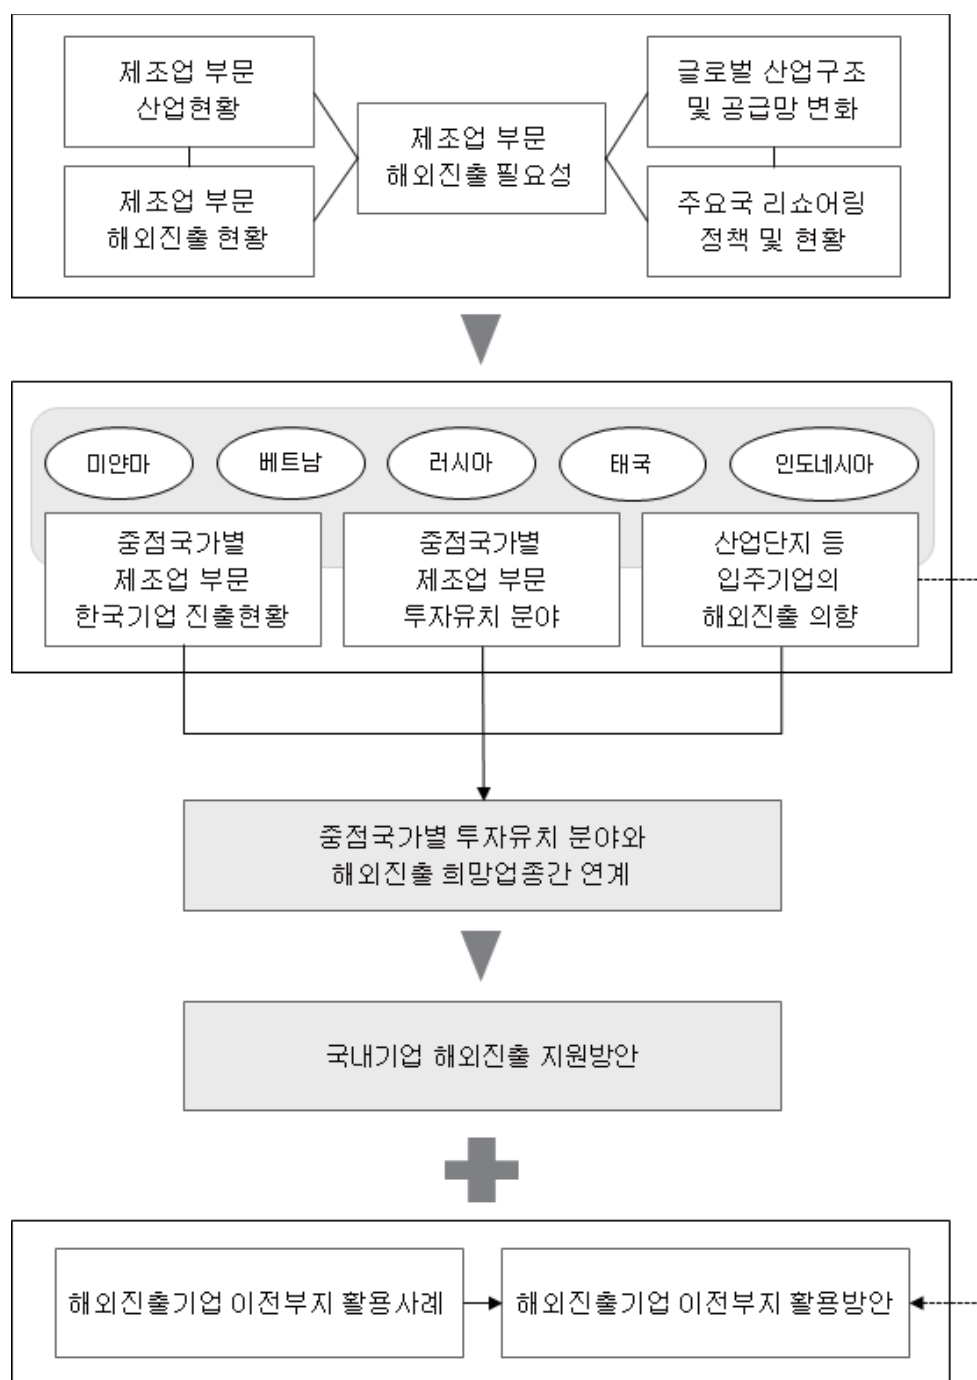 제조업 부문
산업현황
제조업 부문
해외진출 현황
제조업 부문
해외진출 필요성
글로벌 산업구조
및 공급망 변화
주요국 리쇼어링
정책 및 현황
미얀마
베트남
러시아
태국
인도네시아
중점국가별
제조업 부문
한국기업 진출현황
중점국가별
제조업 부문
투자유치 분야
산업단지 등
입주기업의
해외진출 의향
중점국가별 투자유치 분야와
해외진출 희망업종간 연계
국내기업 해외진출 지원방안
해외진출기업 이전부지 활용사례
해외진출기업 이전부지 활용방안